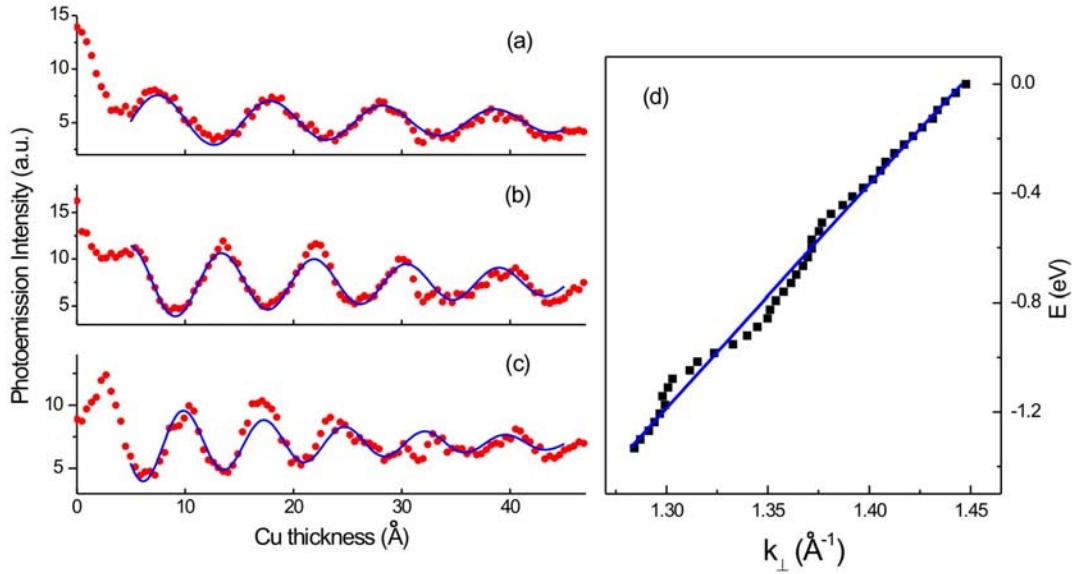 15
10
5
(a)
15
10
5
(b)
10
5
(c)
0
10
20
30
40
Cu thickness (Å)
Photoemission Intensity (a.u.)
(d)
0.0
-0.4
-0.8
-1.2
E (eV)
1.30
1.35
1.40
1.45
k⊥ (Å-1)